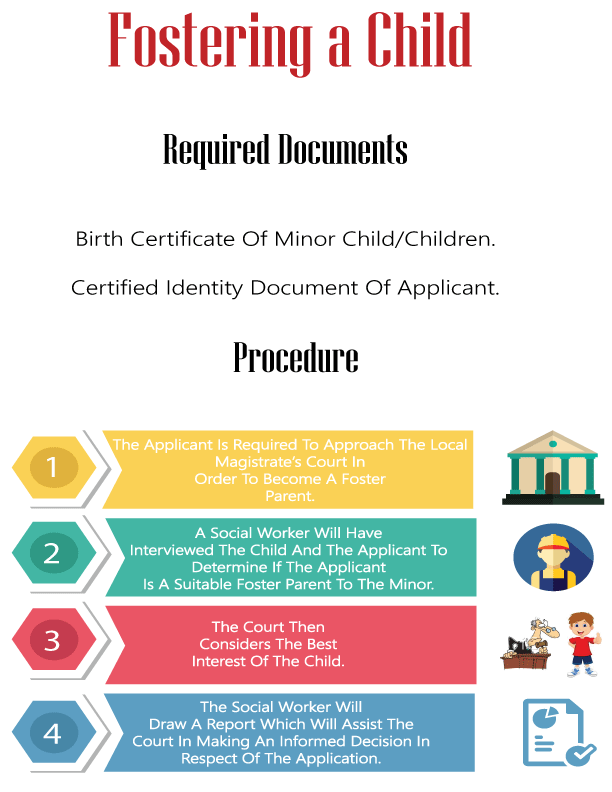 Fostering a Child
Required Documents
Birth Certificate Of Minor Child/Children.
Certified Identity Document Of Applicant.
Procedure
1
The Applicant Is Required To Approach The Local
Magistrate's Court In
Order To Become A Foster
Parent.
2
A Social Worker Will Have
Interviewed The Child And The Applicant To
Determine If The Applicant
Is A Suitable Foster Parent To The Minor.
3
The Court Then
Considers The Best
Interest Of The Child.
4
The Social Worker Will
Draw A Report Which Will Assist The
Court In Making An Informed Decision In
Respect Of The Application.